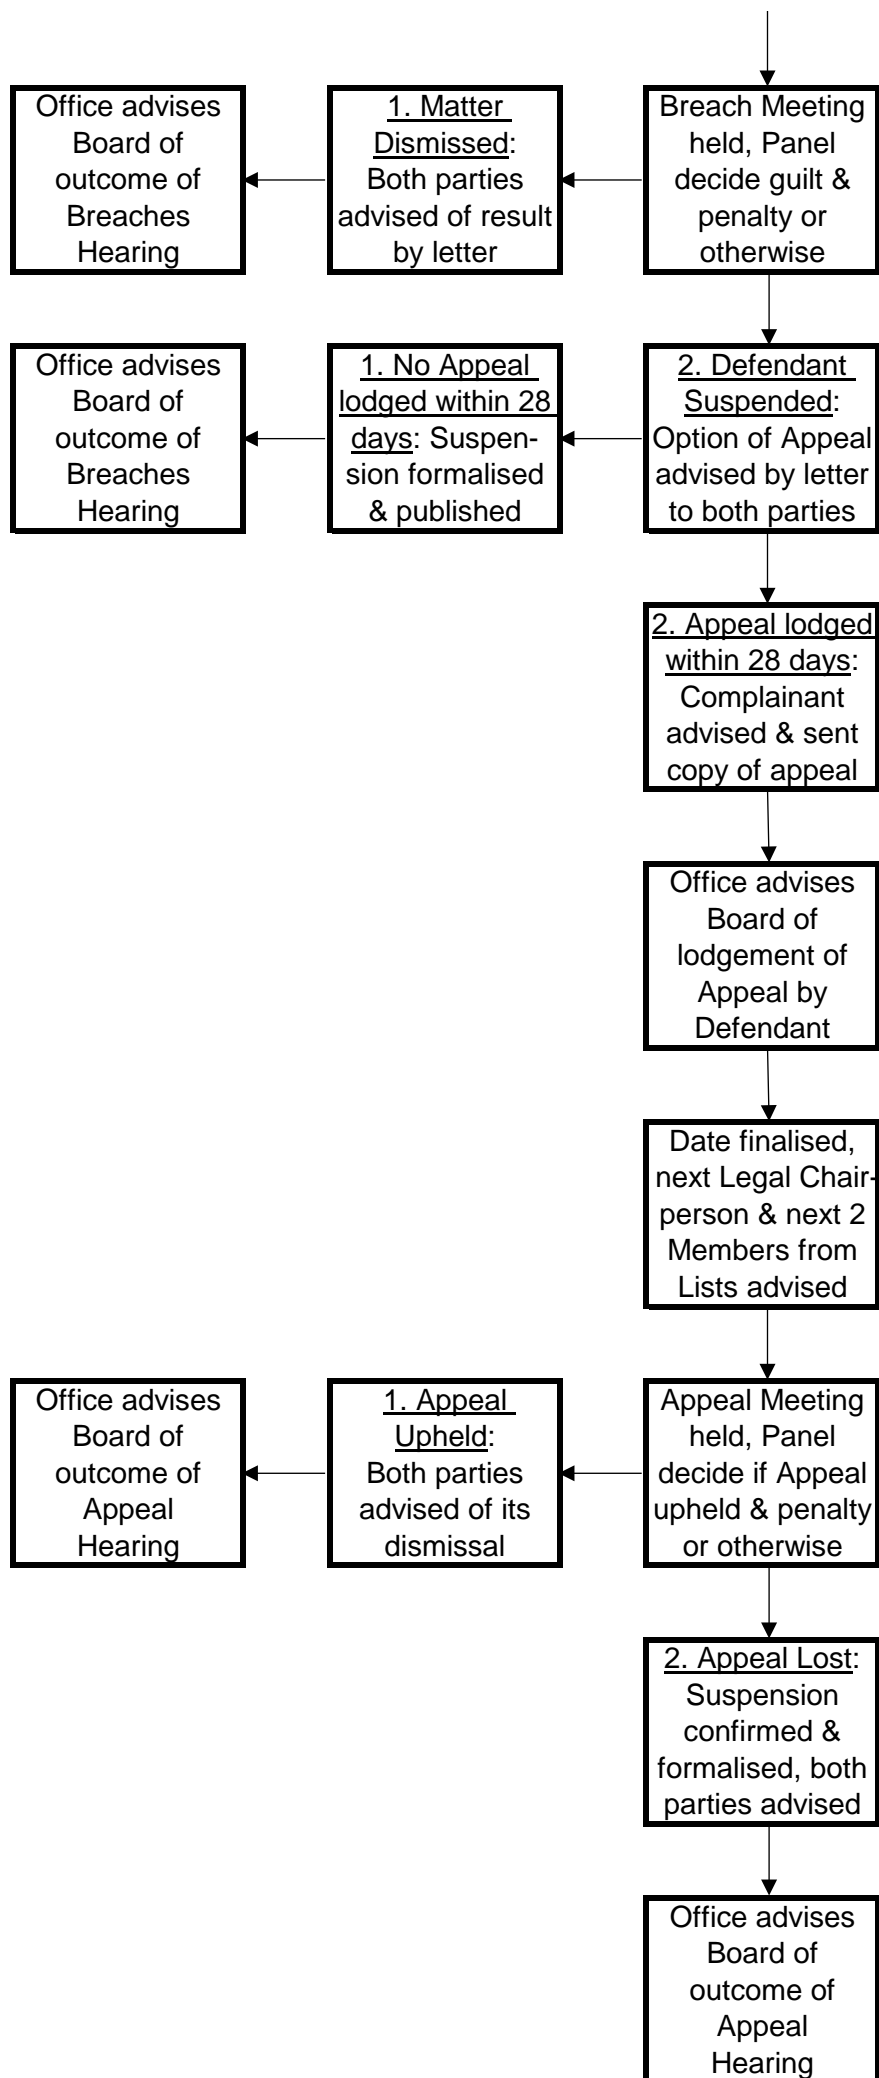 Breach Meeting
held, Panel
decide guilt &
penalty or
otherwise
1. Matter
Dismissed:
Both parties
advised of result
by letter
Office advises
Board of
outcome of
Breaches
Hearing
2. Defendant
Suspended:
Option of Appeal
advised by letter
to both parties
1. No Appeal
lodged within 28
days: Suspen-
sion formalised
& published
Office advises
Board of
outcome of
Breaches
Hearing
2. Appeal lodged
within 28 days:
Complainant
advised & sent
copy of appeal
Office advises
Board of
lodgement of
Appeal by
Defendant
Date finalised,
next Legal Chair-
person & next 2
Members from
Lists advised
Appeal Meeting
held, Panel
decide if Appeal
upheld & penalty
or otherwise
1. Appeal
Upheld:
Both parties
advised of its
dismissal
Office advises
Board of
outcome of
Appeal
Hearing
2. Appeal Lost:
Suspension
confirmed &
formalised, both
parties advised
Office advises
Board of
outcome of
Appeal
Hearing